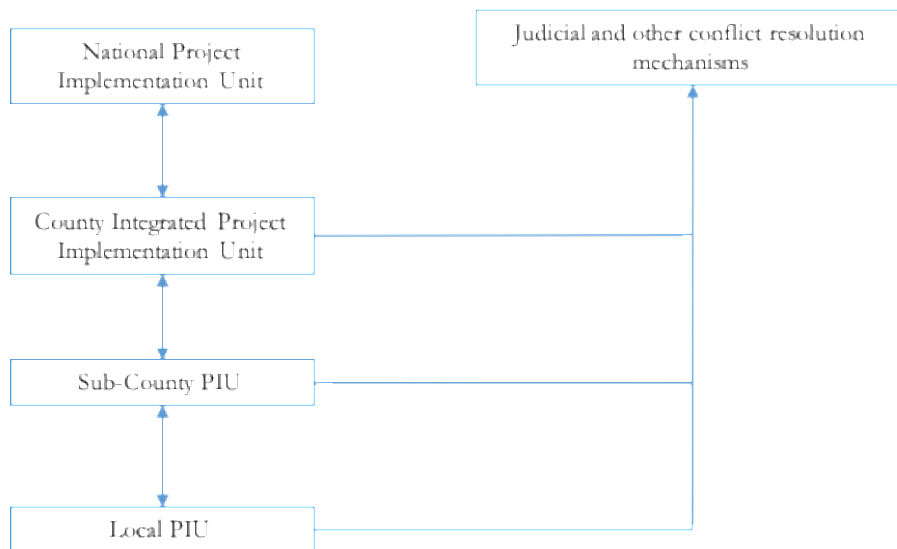 National Project
Implementation Unit
Judicial and other conflict resolution
mechanisms
County Integrated Project
Implementation Unit
Sub-County PIU
Local PIU